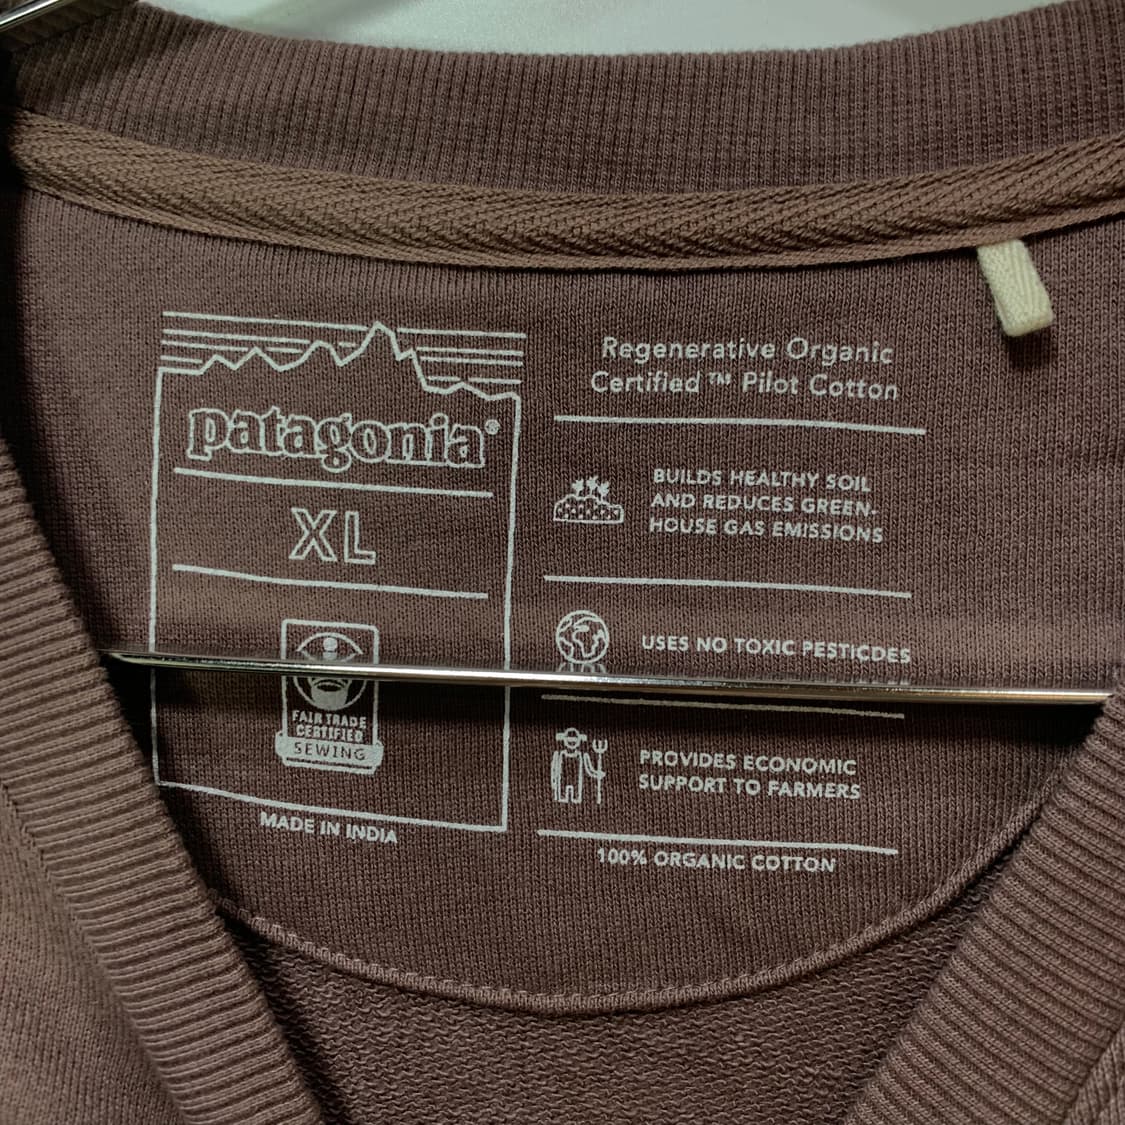 patagonia®
XL
FAIR TRADE
CERTIFIED
SEWING
MADE IN INDIA
Regenerative Organic
Certified™ Pilot Cotton
BUILDS HEALTHY SOIL
AND REDUCES GREEN-
HOUSE GAS EMISSIONS
USES NO TOXIC PESTICDES
PROVIDES ECONOMIC
SUPPORT TO FARMERS
100% ORGANIC COTTON